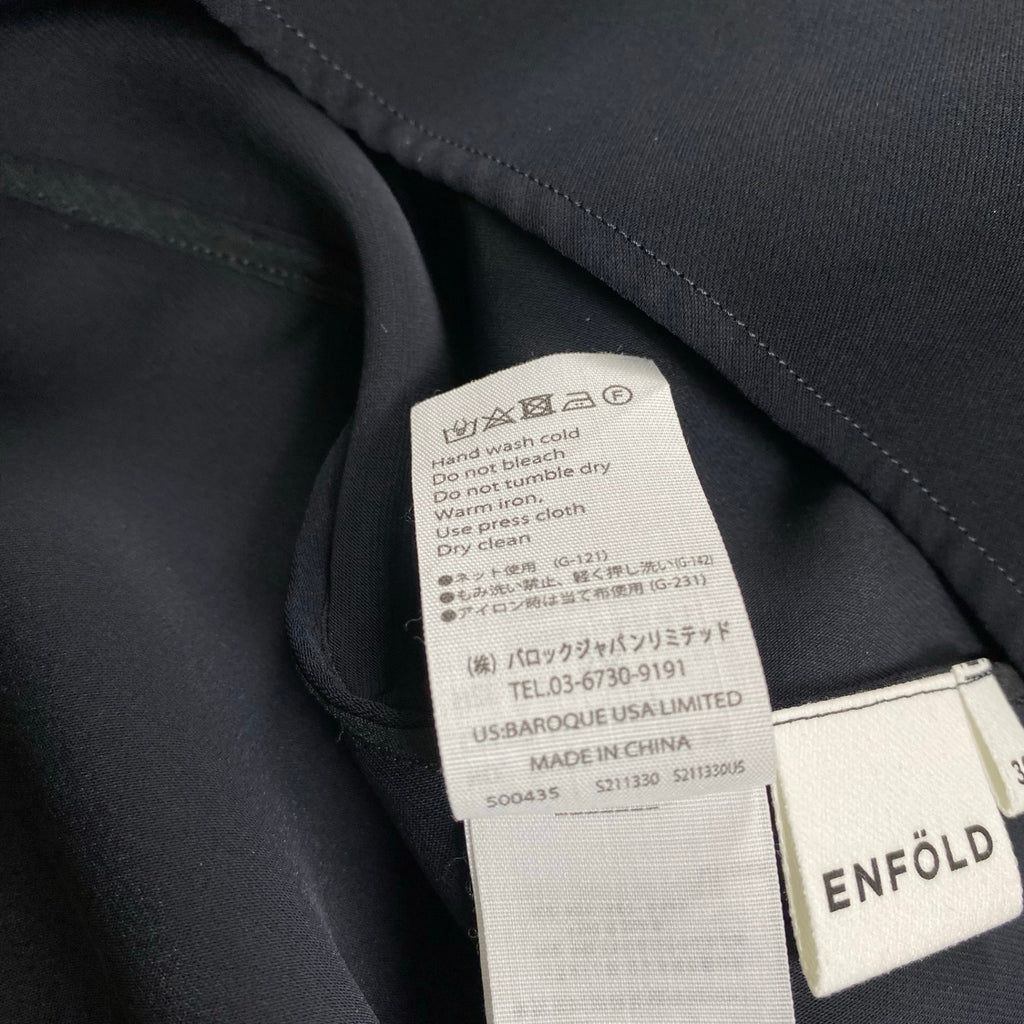 F
Hand wash cold
Do not bleach
Do not tumble dry
Warm iron,
Use press cloth
Dry clean
●ネット使用 (G-121)
●もみ洗い禁止、軽く押し洗い(G-142)
●アイロン時は当て布使用(G-231)
(株) バロックジャパンリミテッド
TEL.03-6730-9191
US:BAROQUE USA LIMITED
MADE IN CHINA
500435 S211330 S211330US
ENFÖLD